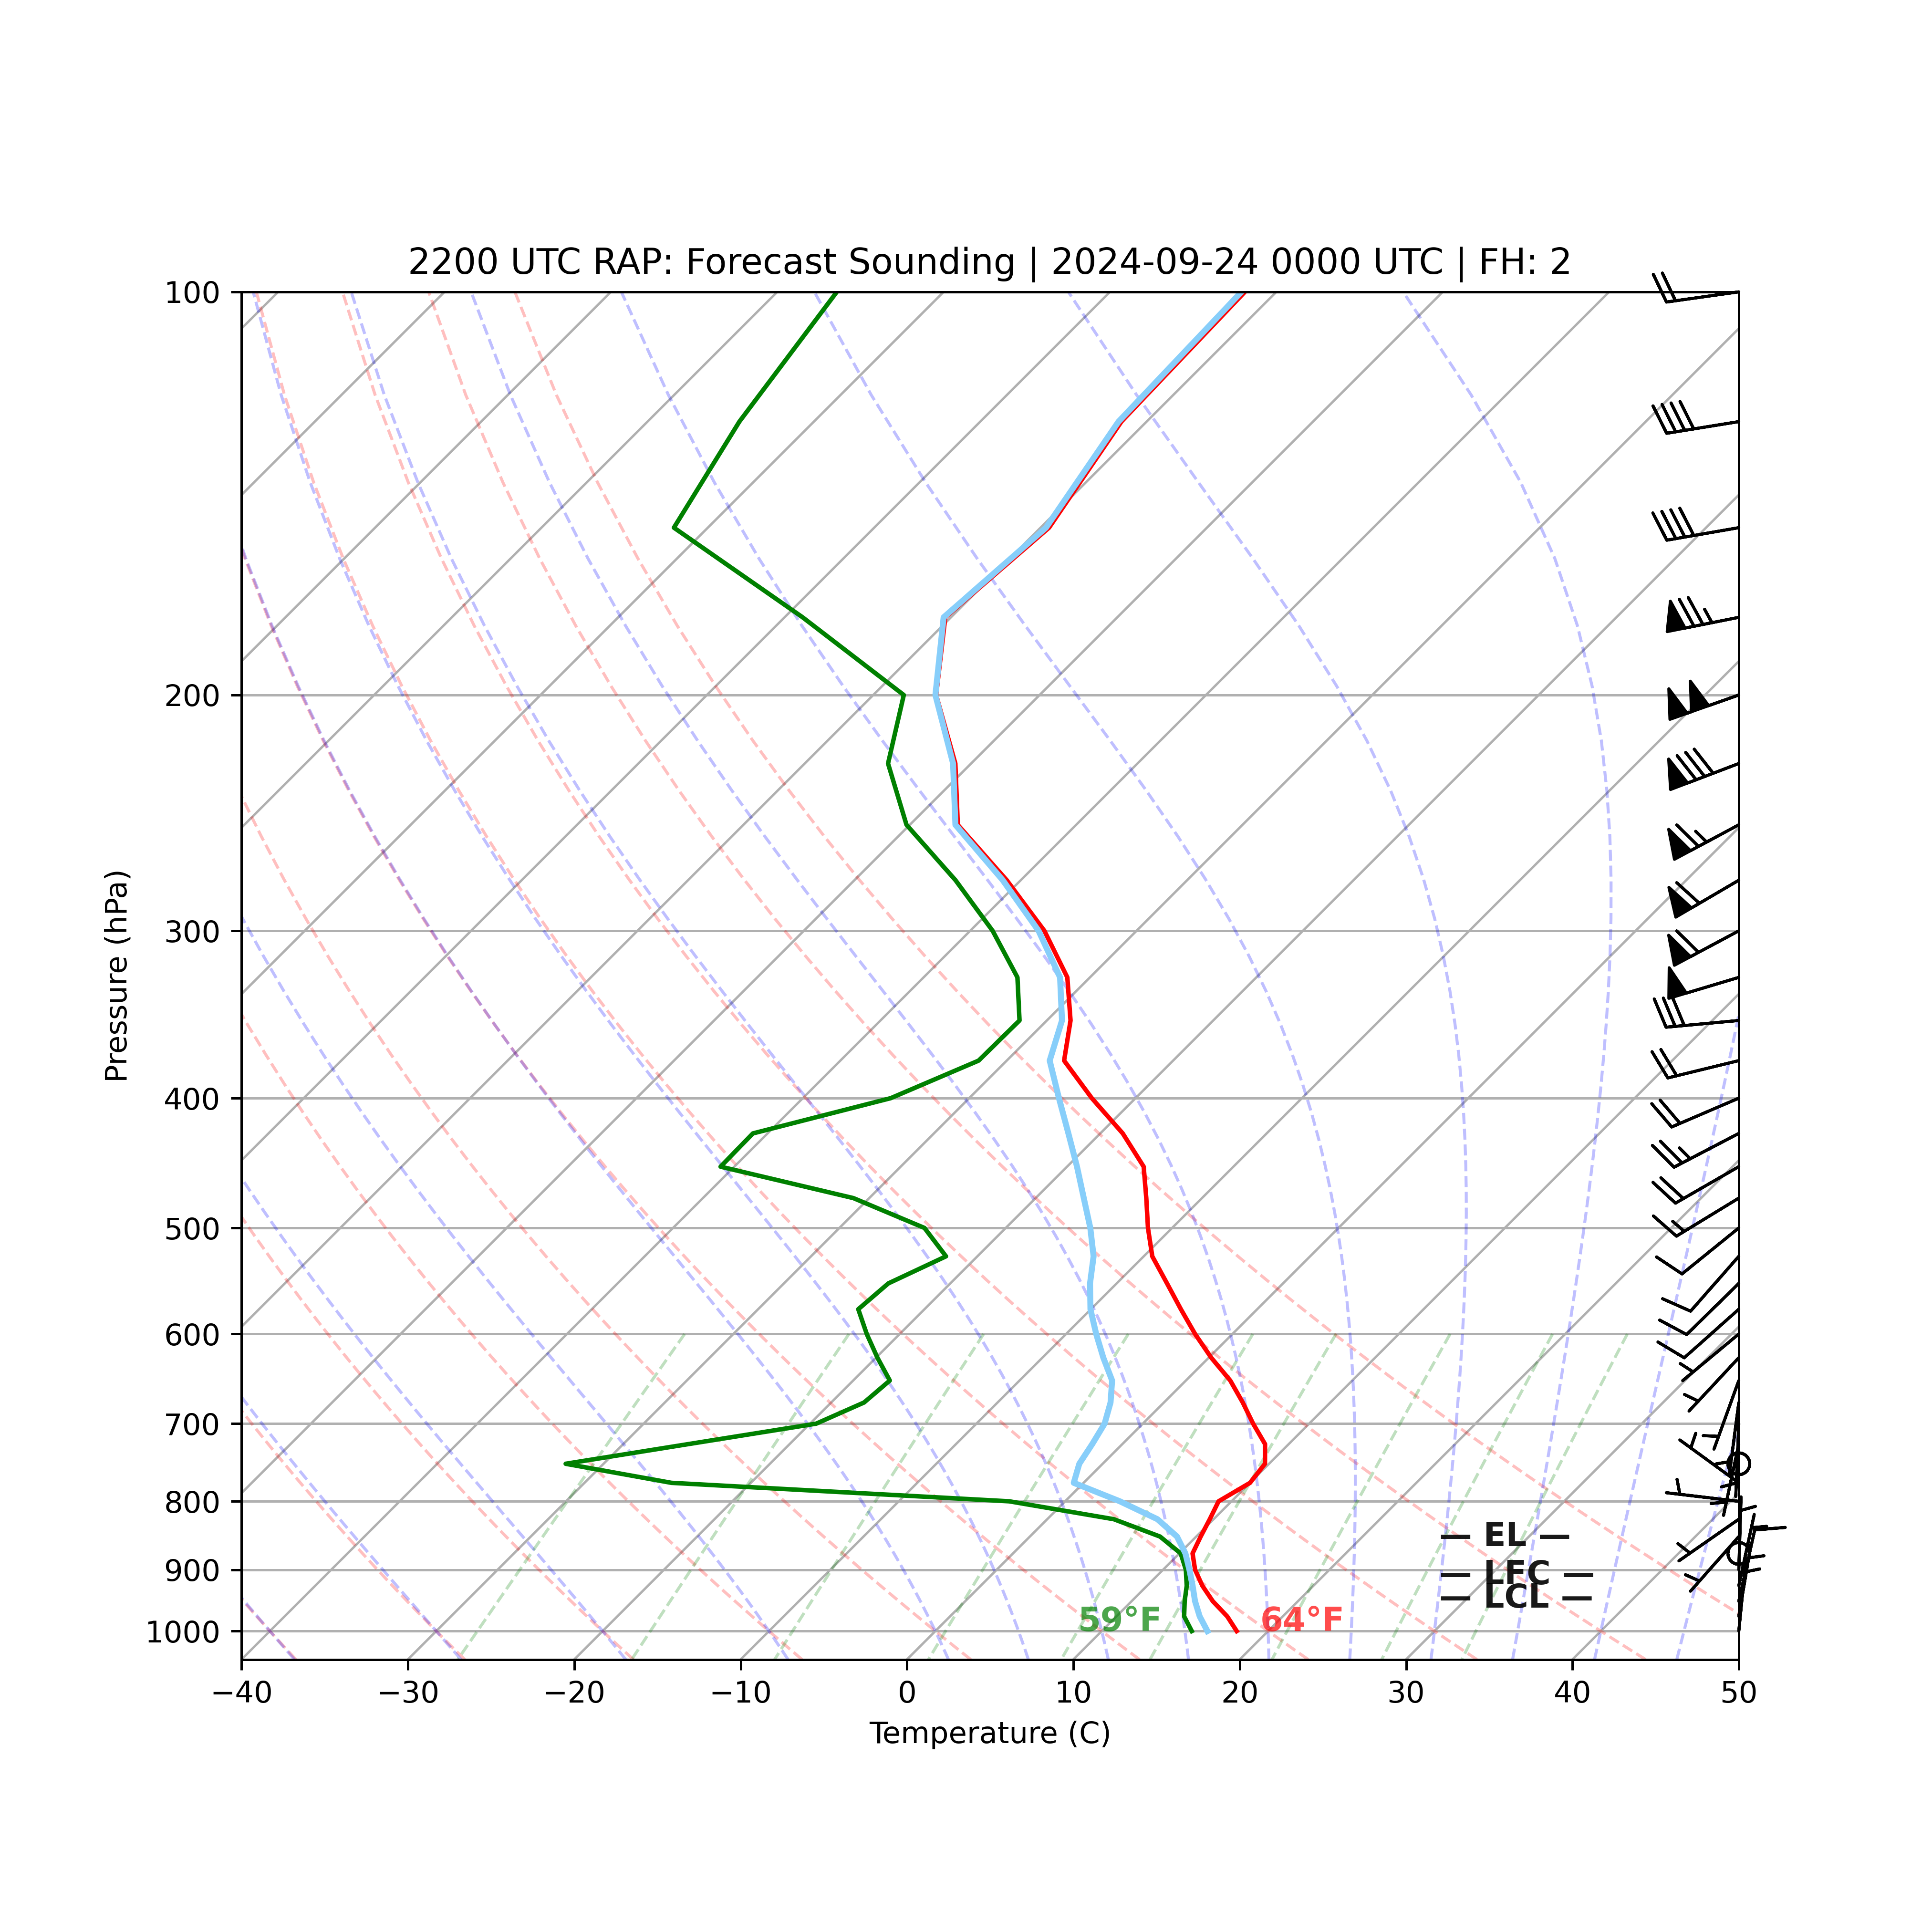 2200 UTC RAP: Forecast Sounding | 2024-09-24 0000 UTC | FH: 2
100
200
300
400
500
600
700
800
900
1000
Pressure (hPa)
— EL —
— LFC —
— LCL —
59°F
64°F
−40
−30
−20
−10
0
10
20
30
40
50
Temperature (C)